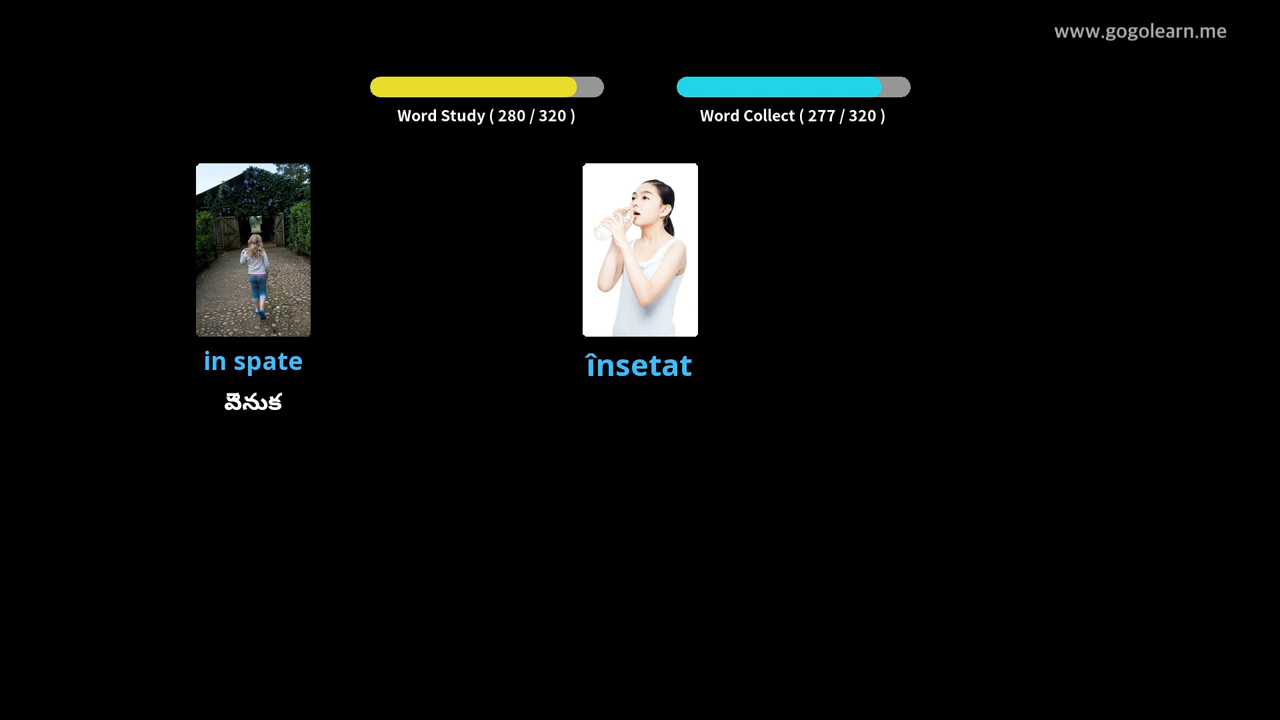 www.gogolearn.me
Word Study ( 280 / 320 )
Word Collect ( 277 / 320 )
in spate
însetat
వెనుక